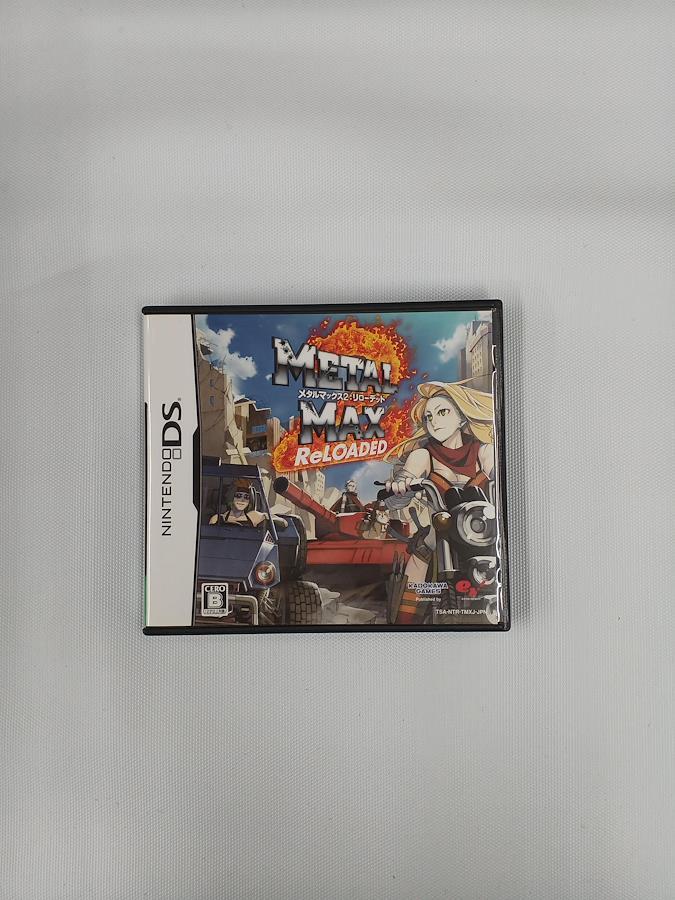 NINTENDO DS
METAL
メタルマックス2:リローデッド
MAX
ReLOADED
CERO
B
KADOKAWA
GAMES
Published by
TSA-NTR-TMXJ-JPN